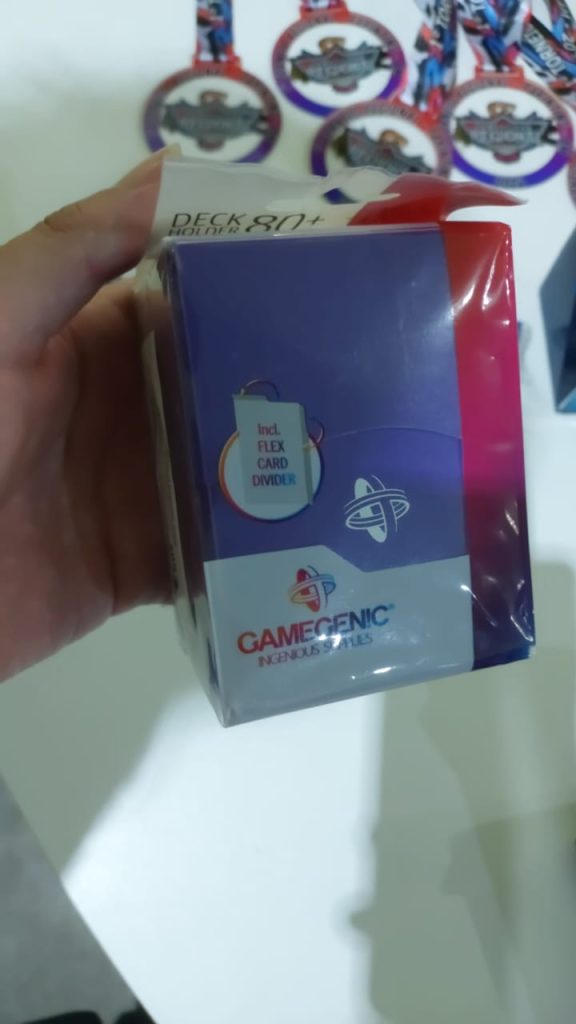 DECK
HOLDER 80+
Incl.
FLEX
CARD
DIVIDER
GAMEGENIC®
INGENIOUS SUPPLIES